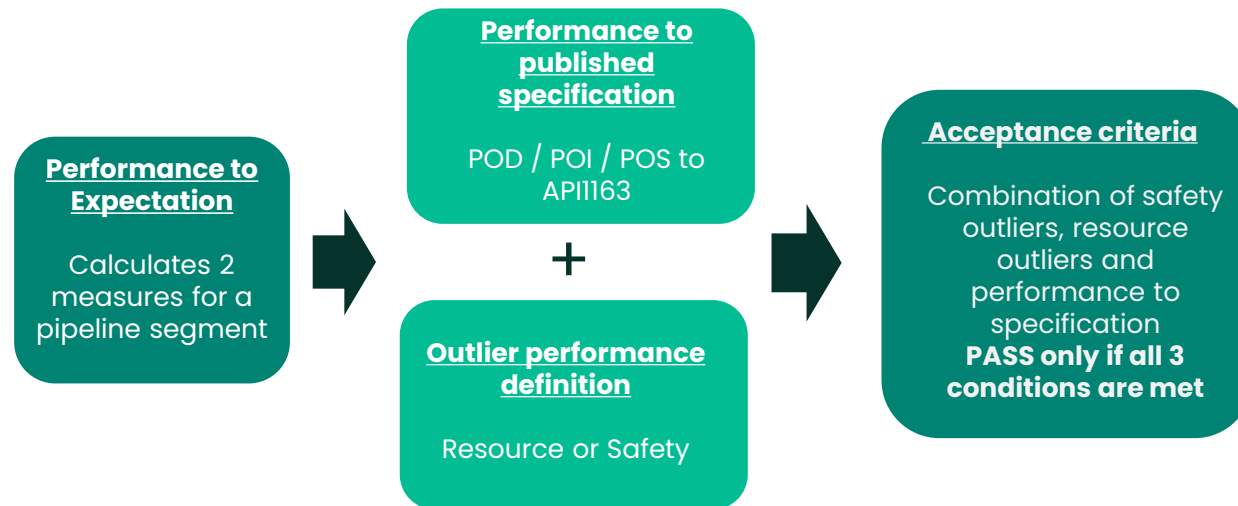 Performance to
Expectation
Calculates 2
measures for a
pipeline segment
Performance to
published
specification
POD / POI / POS to
API1163
+
Outlier performance
definition
Resource or Safety
Acceptance criteria
Combination of safety
outliers, resource
outliers and
performance to
specification
PASS only if all 3
conditions are met